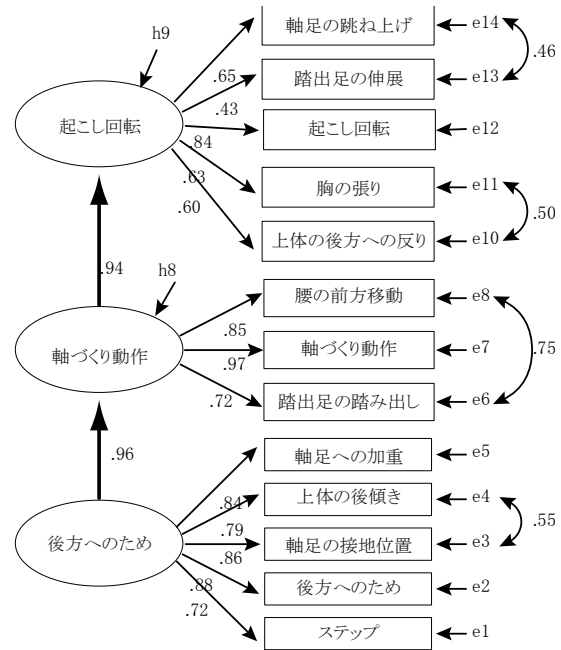 h9
軸足の跳ね上げ
e14
.46
.65
踏出足の伸展
e13
起こし回転
.43
起こし回転
e12
.84
胸の張り
e11
.63
.50
.60
上体の後方への反り
e10
.94
h8
腰の前方移動
e8
.85
軸づくり動作
軸づくり動作
e7
.75
.97
.72
踏出足の踏み出し
e6
.96
軸足への加重
e5
.84
上体の後傾き
e4
.55
.79
後方へのため
軸足の接地位置
e3
.86
.88
後方へのため
e2
.72
ステップ
e1